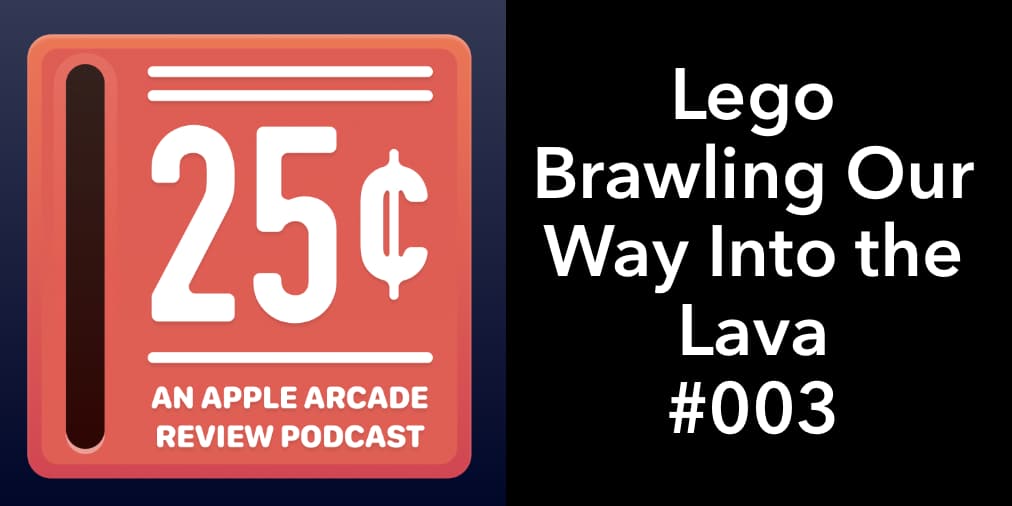 25¢
AN APPLE ARCADE
REVIEW PODCAST
Lego
Brawling Our
Way Into the
Lava
#003